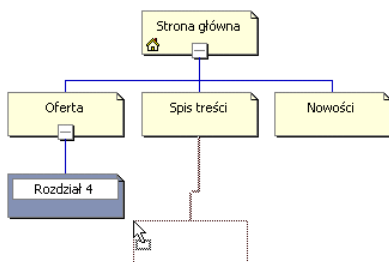 Strona główna
Oferta
Spis treści
Nowości
Rozdział 4